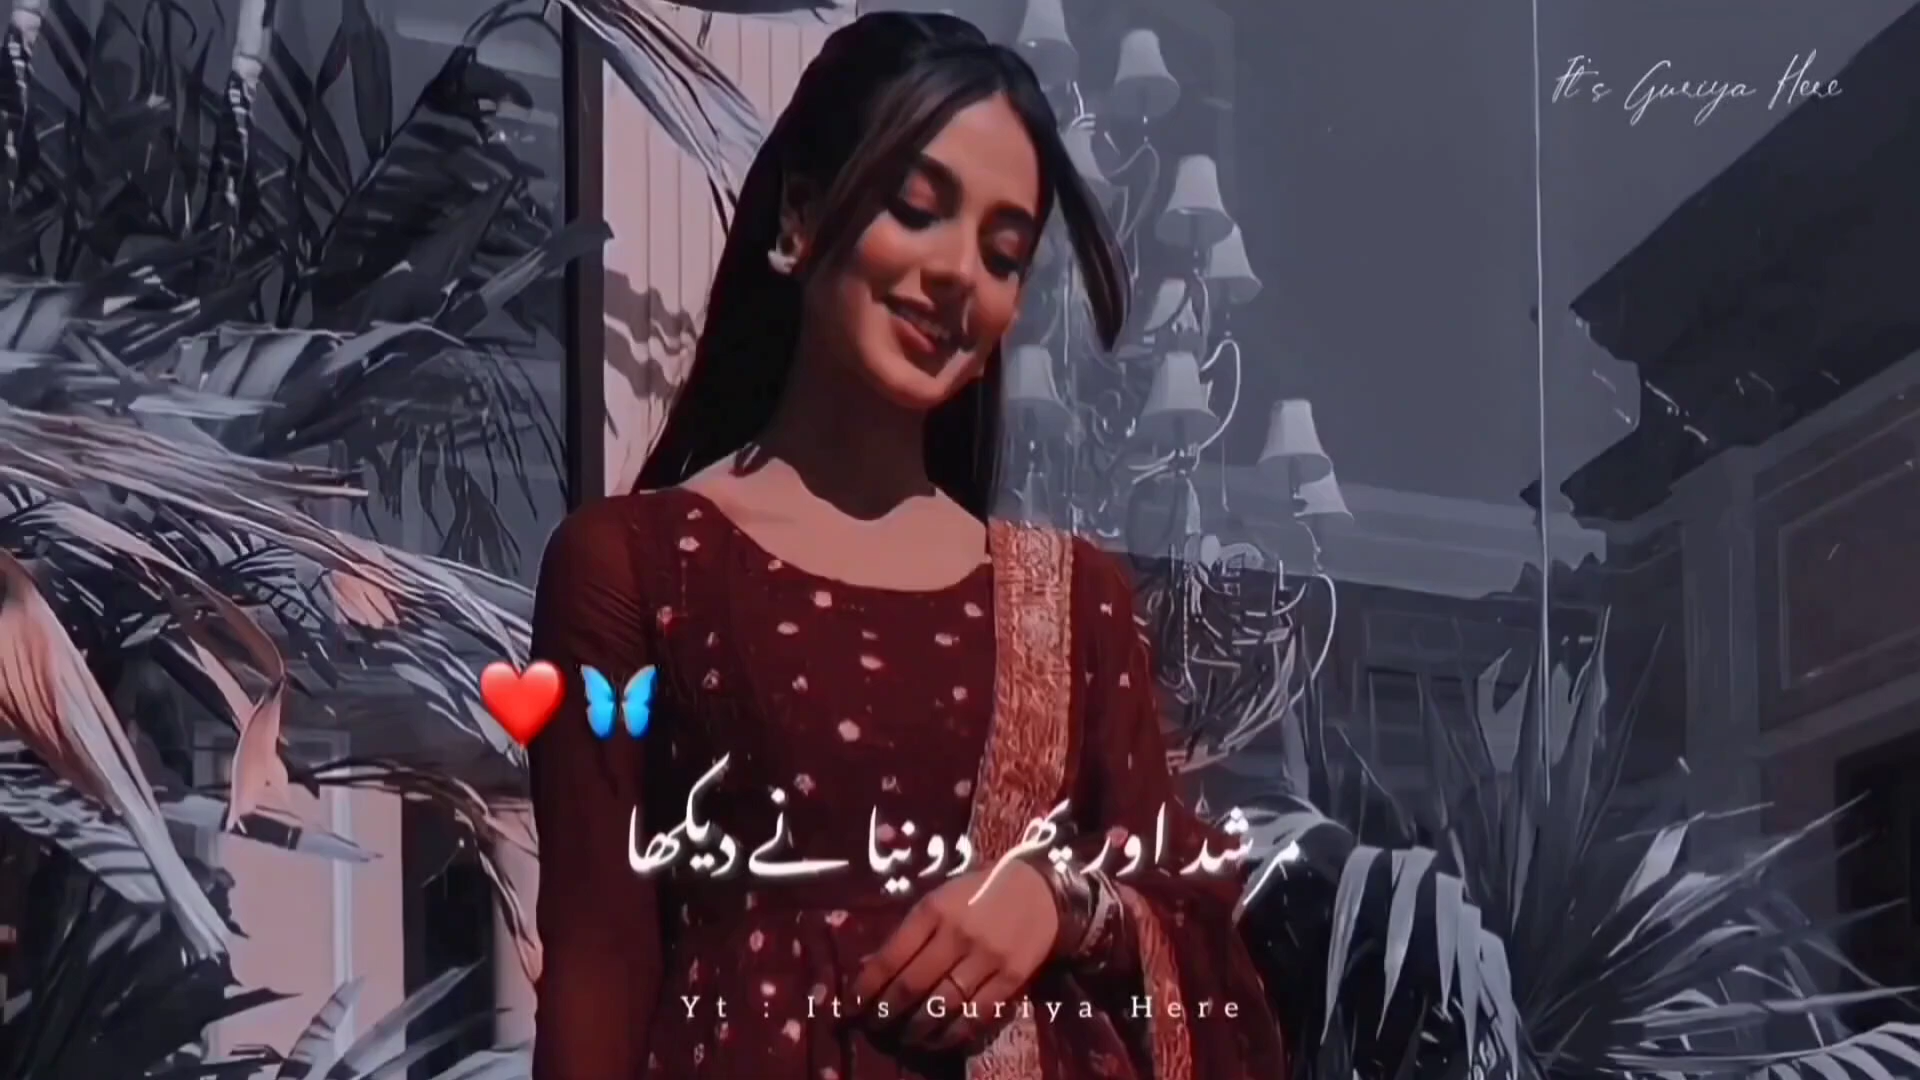 It's Guriya Here
❤️🦋
مرشد اور پھر دونیا نے دیکھا
Yt : It's Guriya Here